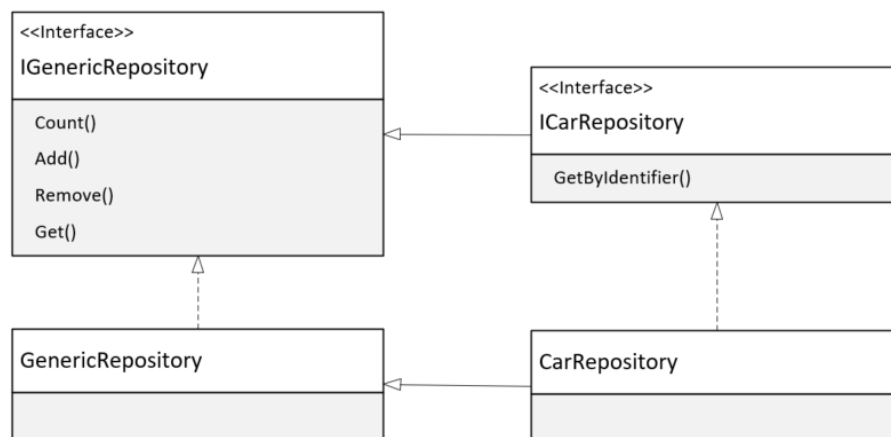 <<Interface>>
IGenericRepository
Count()
Add()
Remove()
Get()
<<Interface>>
ICarRepository
GetByIdentifier()
GenericRepository
CarRepository